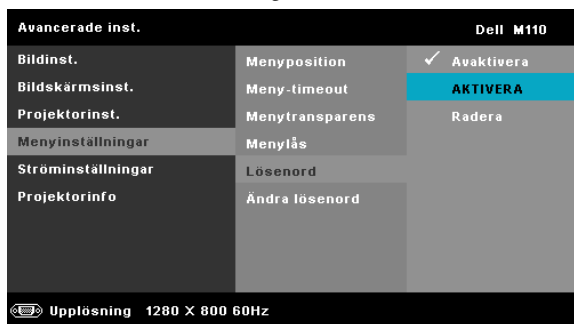 Avancerade inst. Dell M110
Bildinst.
Bildskärmsinst.
Projektorinst.
Menyinställningar
Ströminställningar
Projektorinfo
Menyposition
Meny-timeout
Menytransparens
Menylås
Lösenord
Ändra lösenord
Avaktivera
AKTIVERA
Radera
Upplösning 1280 X 800 60Hz